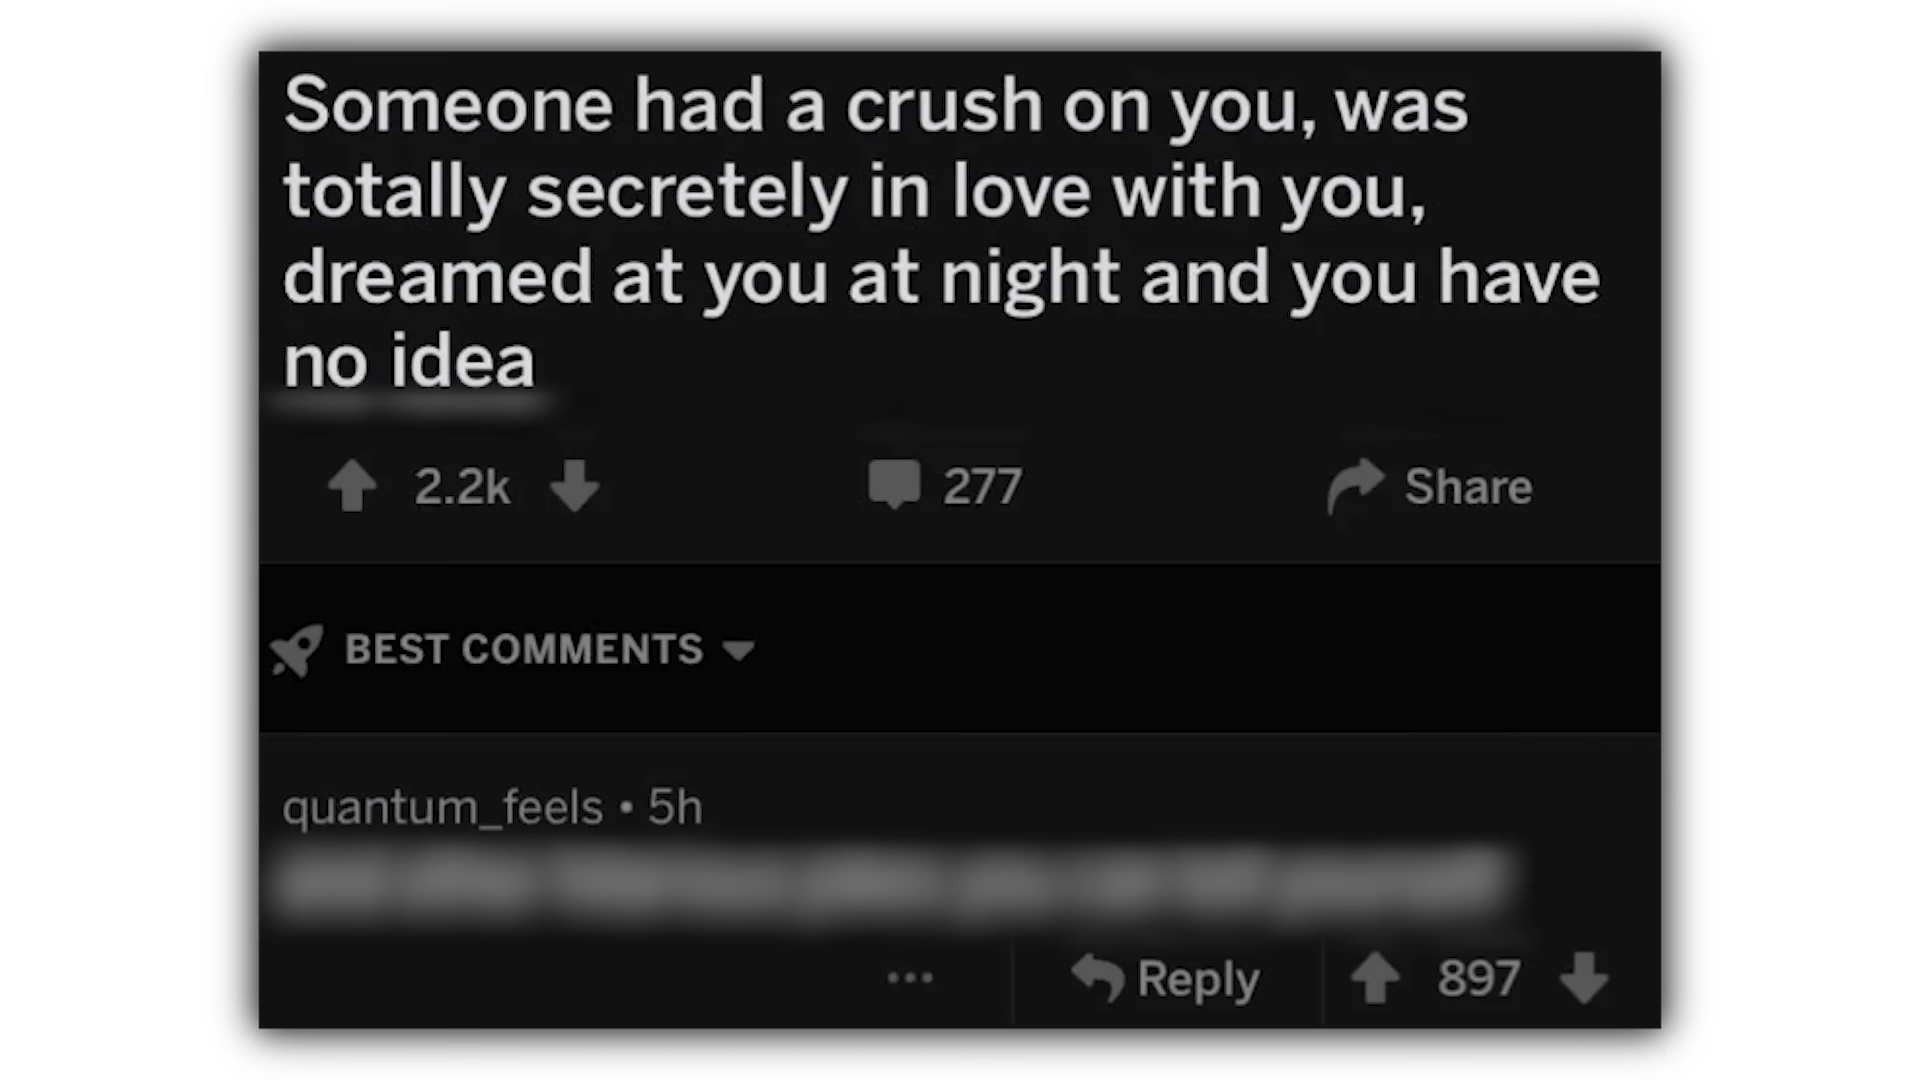 Someone had a crush on you, was
totally secretely in love with you,
dreamed at you at night and you have
no idea
2.2k
277
Share
BEST COMMENTS
quantum_feels • 5h
Reply
897